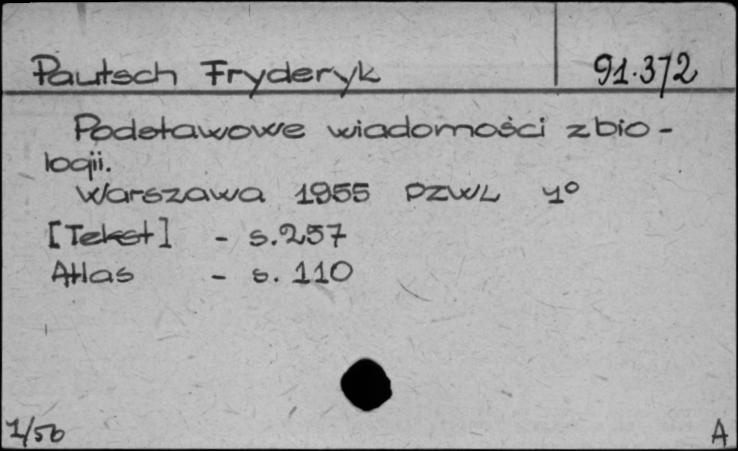 Pautsch Fryderyk 91.372
Podstawowe wiadomości z bio-
logii.
Warszawa 1955 PZWL 4°
[Tekst] - s.257
Atlas - s. 110
1/56
A